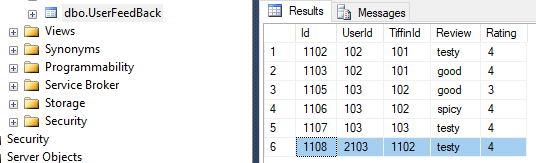 dbo.UserFeedBack
Views
Synonyms
Programmability
Service Broker
Storage
Security
Security
Server Objects
Results Messages
Id UserId TiffinId Review Rating
1 1102 102 101 testy 4
2 1103 102 101 good 4
3 1105 103 102 good 3
4 1106 103 102 spicy 4
5 1107 103 103 testy 4
6 1108 2103 1102 testy 4